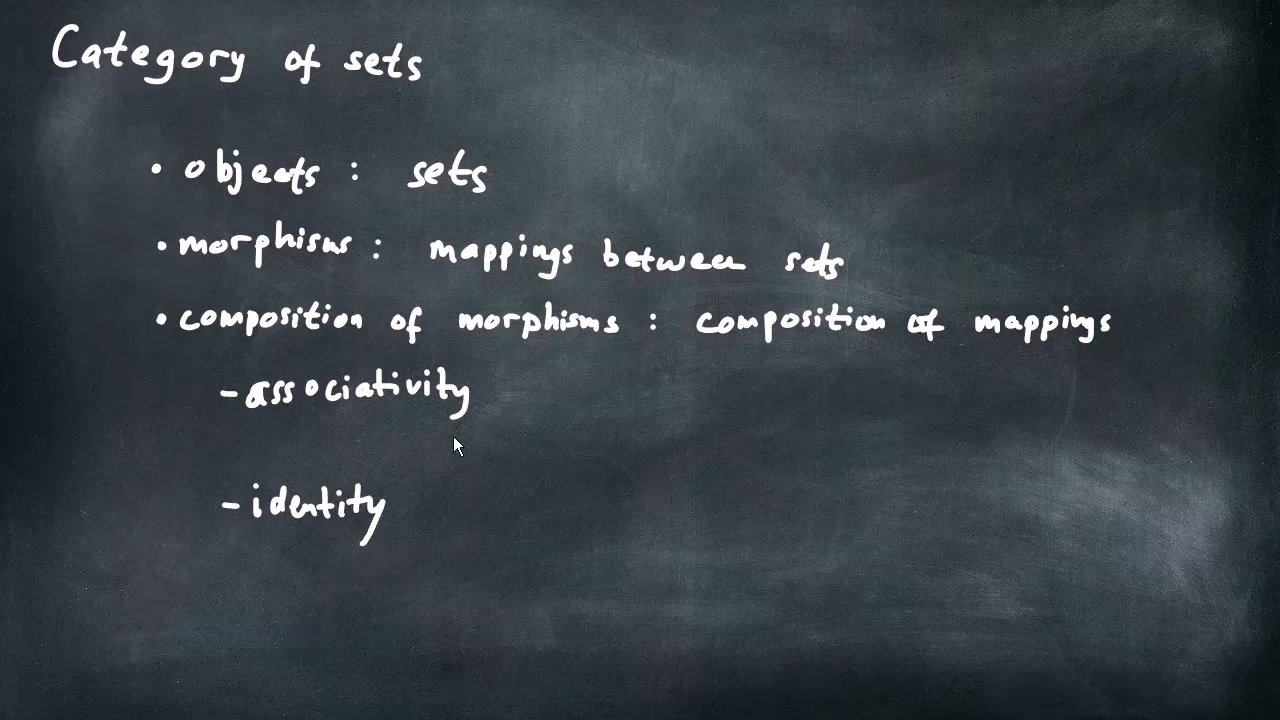 Category of sets
• objects : sets
• morphisms : mappings between sets
• composition of morphisms : composition of mappings
- associativity
- identity